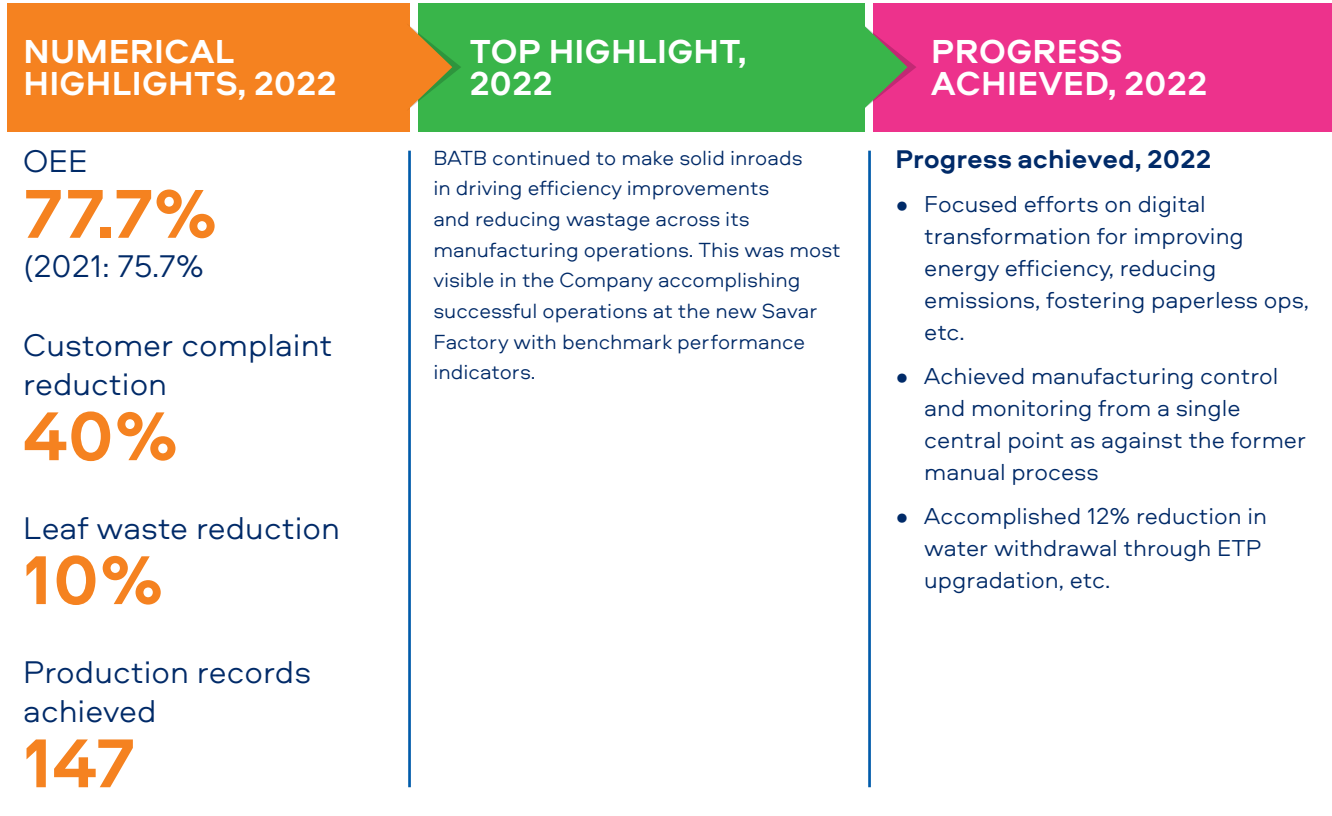 NUMERICAL
HIGHLIGHTS, 2022
TOP HIGHLIGHT,
2022
PROGRESS
ACHIEVED, 2022
OEE
77.7%
(2021: 75.7%
Customer complaint
reduction
40%
Leaf waste reduction
10%
Production records
achieved
147
BATB continued to make solid inroads
in driving efficiency improvements
and reducing wastage across its
manufacturing operations. This was most
visible in the Company accomplishing
successful operations at the new Savar
Factory with benchmark performance
indicators.
Progress achieved, 2022
● Focused efforts on digital
transformation for improving
energy efficiency, reducing
emissions, fostering paperless ops,
etc.
● Achieved manufacturing control
and monitoring from a single
central point as against the former
manual process
● Accomplished 12% reduction in
water withdrawal through ETP
upgradation, etc.